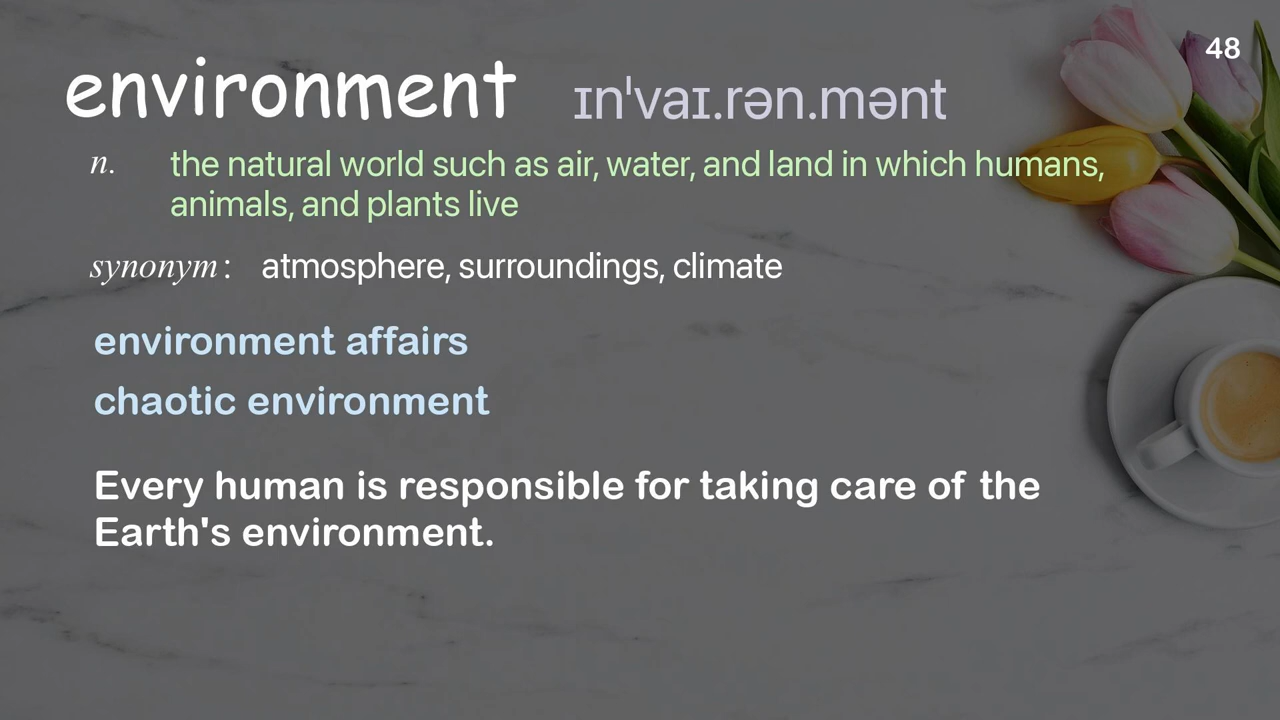 48
environment ɪnˈvaɪ.rən.mənt
n. the natural world such as air, water, and land in which humans,
animals, and plants live
synonym: atmosphere, surroundings, climate
environment affairs
chaotic environment
Every human is responsible for taking care of the
Earth's environment.